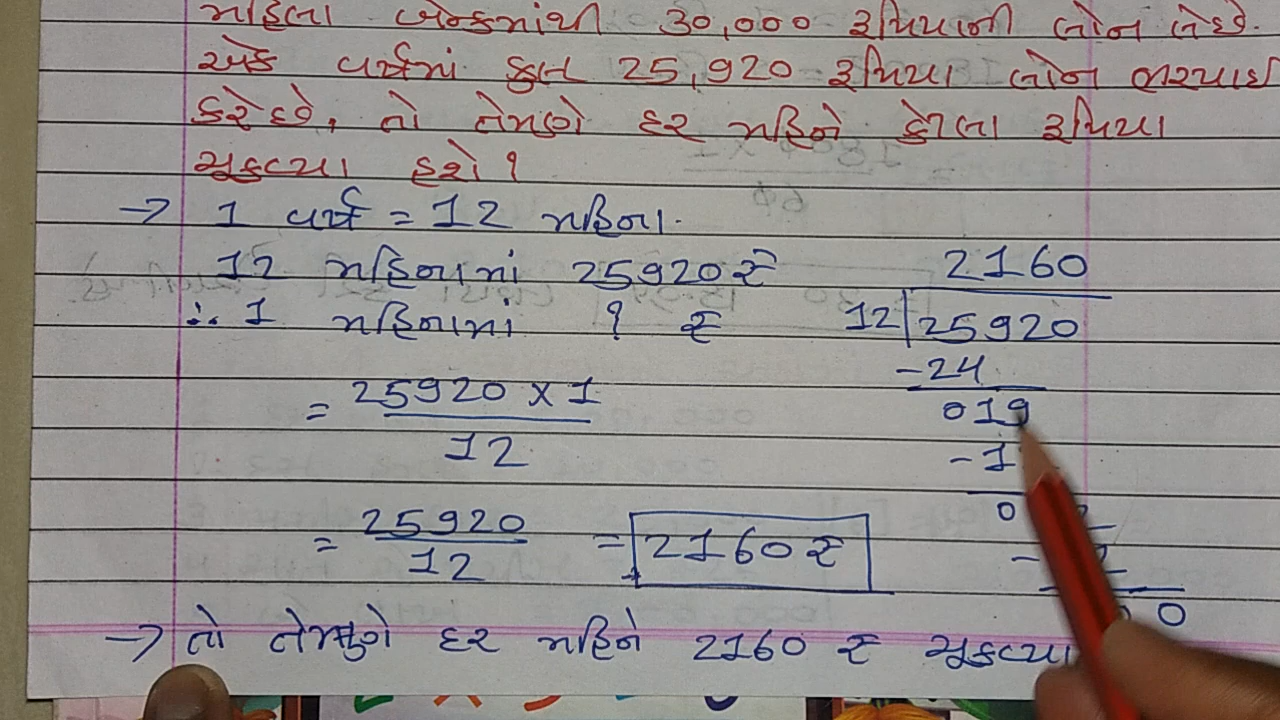 મહિલા બેન્કમાંથી 30,000 રૂપિયાની લોન લે છે.
એક વર્ષમાં કુલ 25,920 રૂપિયા લોન ભરપાઈ
કરે છે, તો તેમણે દર મહિને કેટલા રૂપિયા
ચૂકવ્યા હશે ?
→ 1 વર્ષ = 12 મહિના.
12 મહિનામાં 25920 ₹
∴ 1 મહિનામાં ? ₹
= 25920 × 1
12
= 25920
12
= 2160 ₹
2160
12 25920
-24
019
-1
0
0
→ તો તેમણે દર મહિને 2160 ₹ ચૂકવ્યા